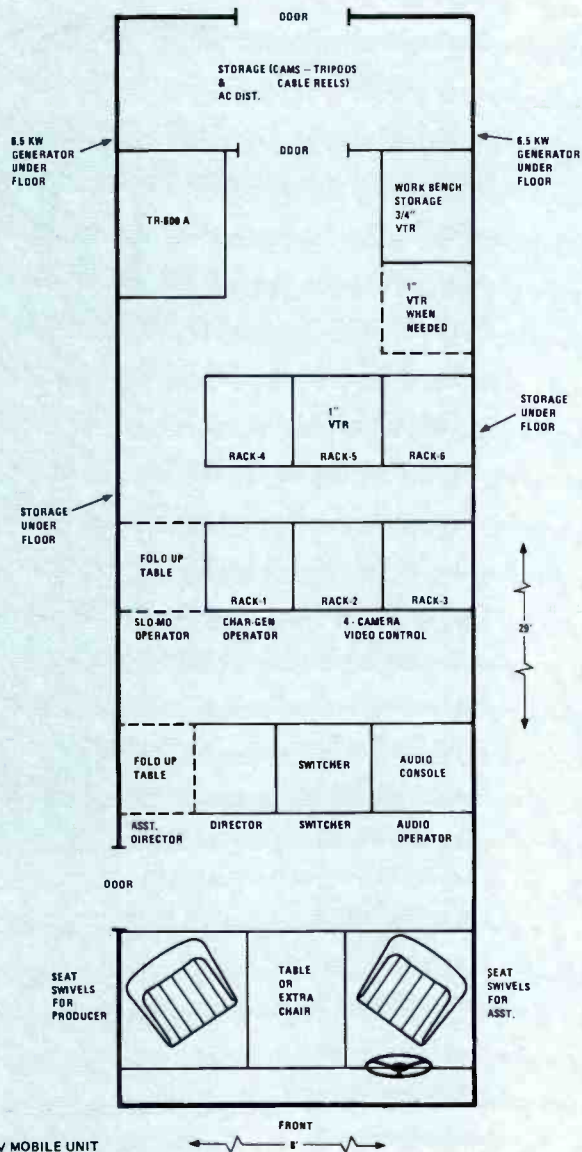 DOOR
STORAGE (CAMS – TRIPODS
& CABLE REELS)
AC DIST.
6.5 KW
GENERATOR
UNDER
FLOOR
DOOR
6.5 KW
GENERATOR
UNDER
FLOOR
TR-600 A
WORK BENCH
STORAGE
3/4"
VTR
1"
VTR
WHEN
NEEDED
STORAGE
UNDER
FLOOR
1"
VTR
RACK-4
RACK-5
RACK-6
STORAGE
UNDER
FLOOR
FOLD UP
TABLE
RACK-1
RACK-2
RACK-3
SLO-MO
OPERATOR
CHAR-GEN
OPERATOR
4 - CAMERA
VIDEO CONTROL
29'
FOLD UP
TABLE
SWITCHER
AUDIO
CONSOLE
ASST.
DIRECTOR
DIRECTOR
SWITCHER
AUDIO
OPERATOR
DOOR
SEAT
SWIVELS
FOR
PRODUCER
TABLE
OR
EXTRA
CHAIR
SEAT
SWIVELS
FOR
ASST.
FRONT
8'
V MOBILE UNIT